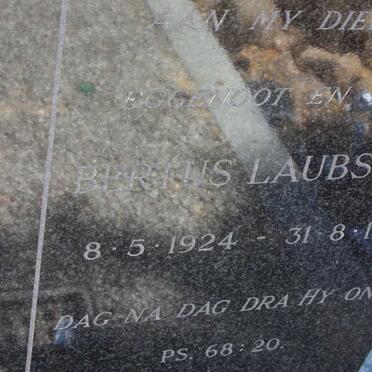 AAN MY DIE
EGGENOOT EN
BERTUS LAUBS
8·5·1924 - 31·8·1
DAG NA DAG DRA HY ON
PS. 68:20.